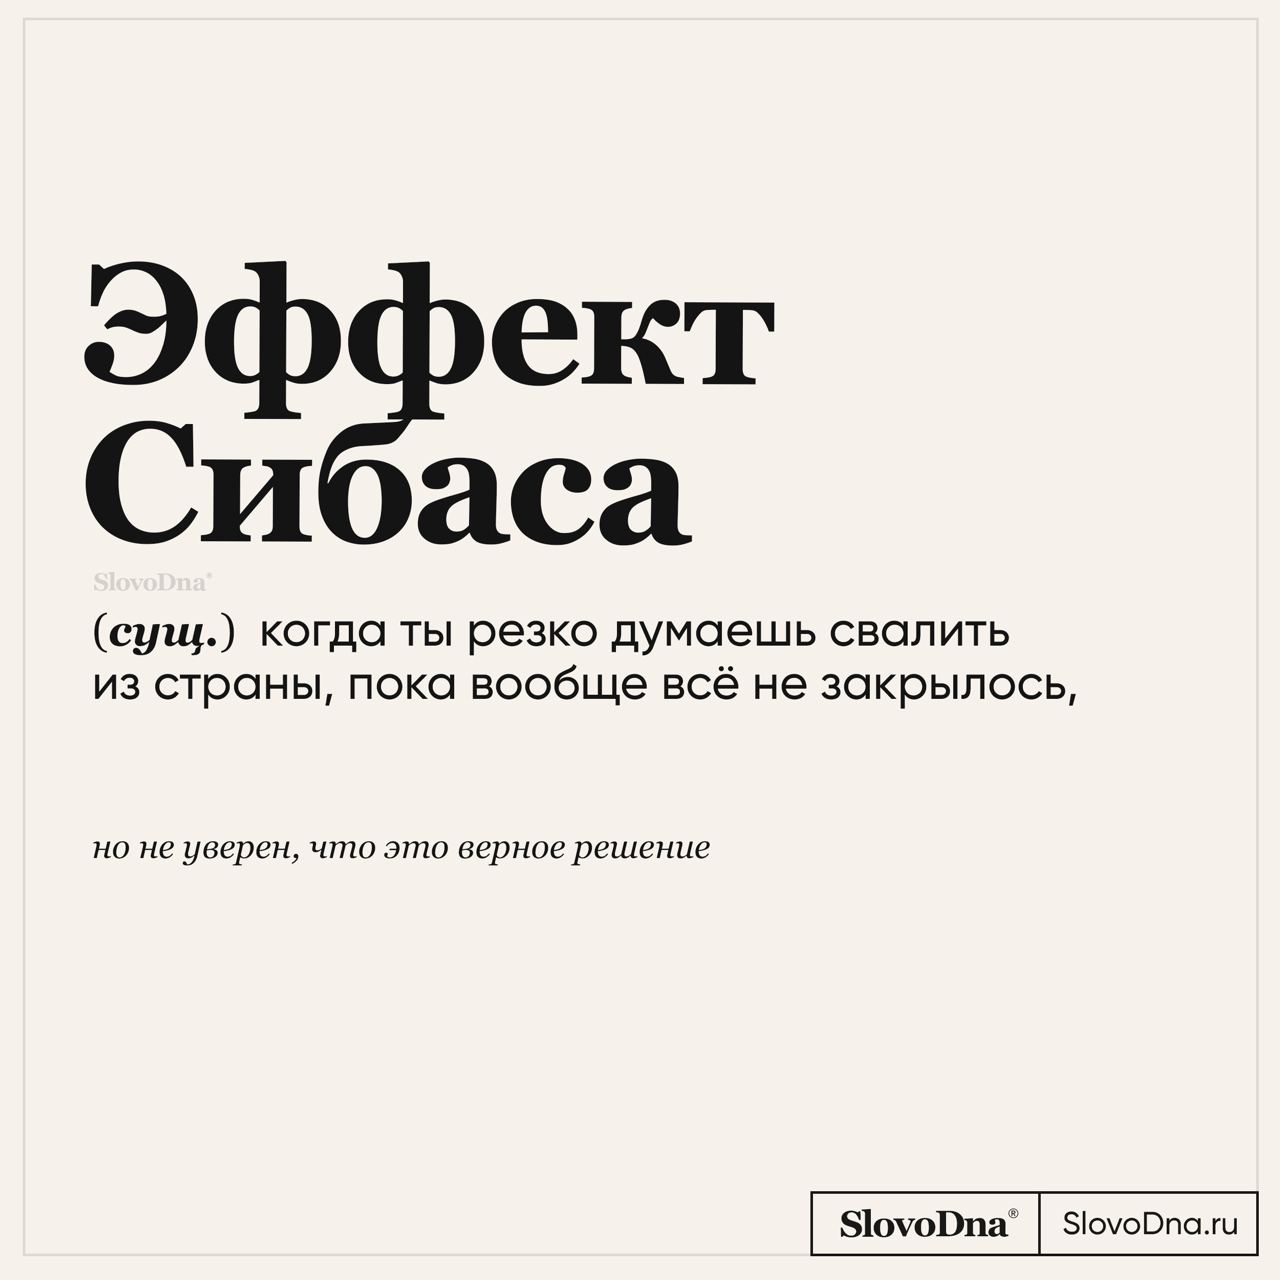 Эффект
Сибаса
SlovoDna®
(сущ.) когда ты резко думаешь свалить
из страны, пока вообще всё не закрылось,
но не уверен, что это верное решение
SlovoDna® SlovoDna.ru